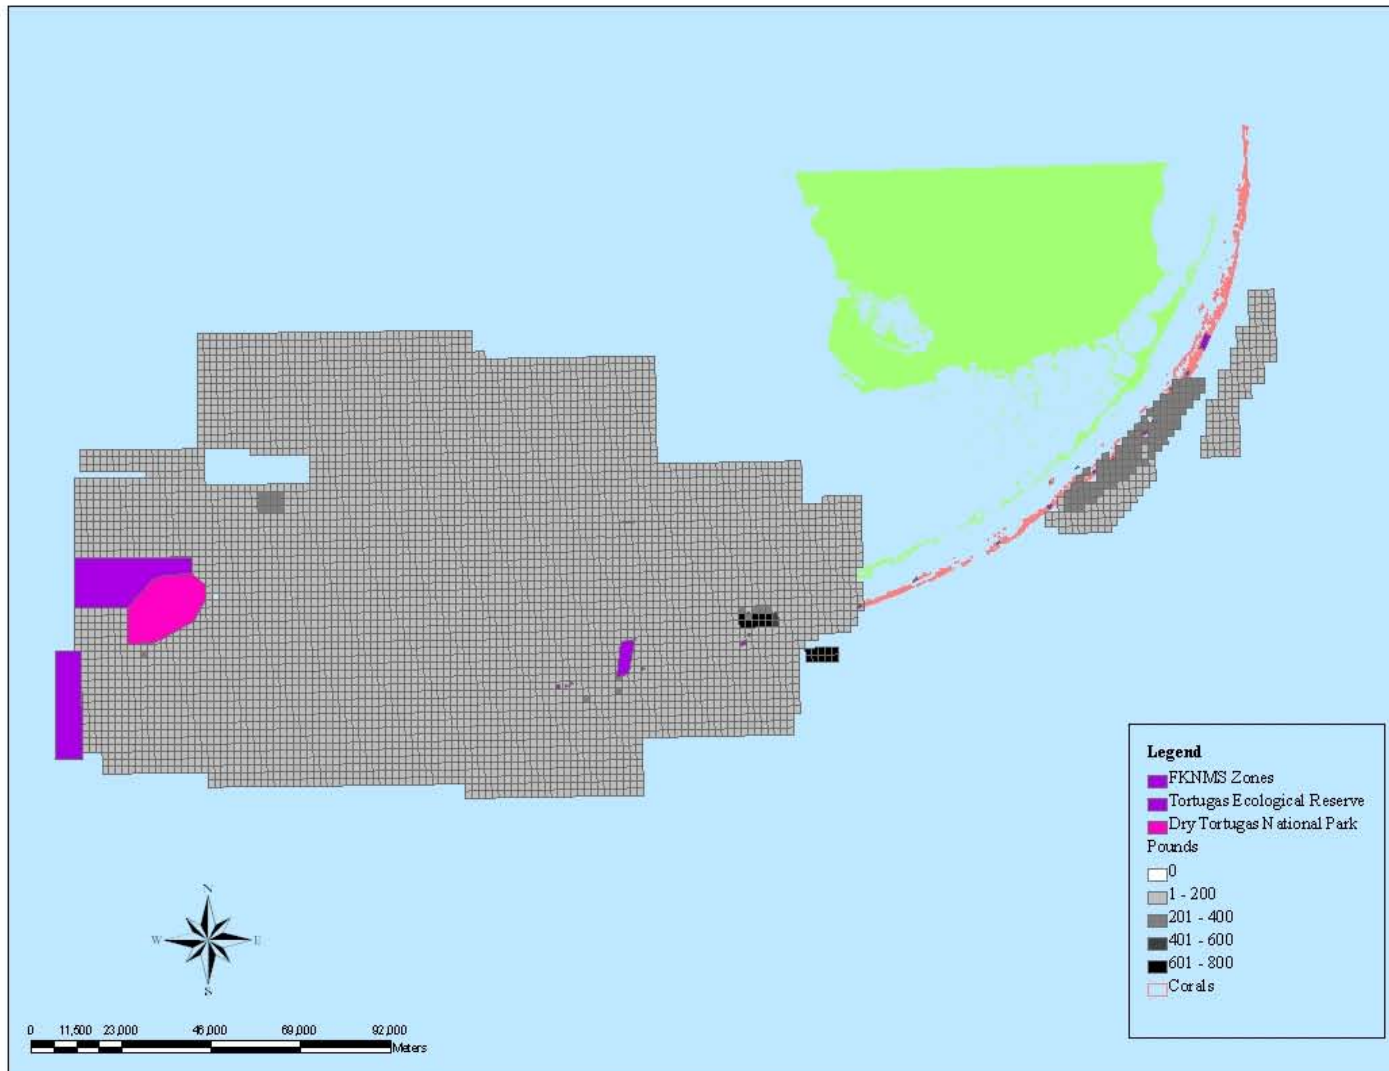 Legend
FKNMS Zones
Tortugas Ecological Reserve
Dry Tortugas National Park
Pounds
0
1 - 200
201 - 400
401 - 600
601 - 800
Corals
N
W E
S
0 11,500 23,000 46,000 69,000 92,000
Meters